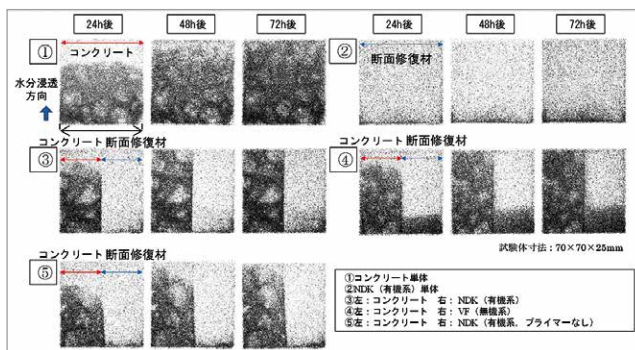 24h後 48h後 72h後 24h後 48h後 72h後
① コンクリート ② 断面修復材
水分浸透
方向
コンクリート 断面修復材
③
コンクリート 断面修復材
④
試験体寸法：70×70×25mm
コンクリート 断面修復材
⑤
①コンクリート単体
②NDK（有機系）単体
③左：コンクリート 右：NDK（有機系）
④左：コンクリート 右：VF（無機系）
⑤左：コンクリート 右：NDK（有機系，プライマーなし）